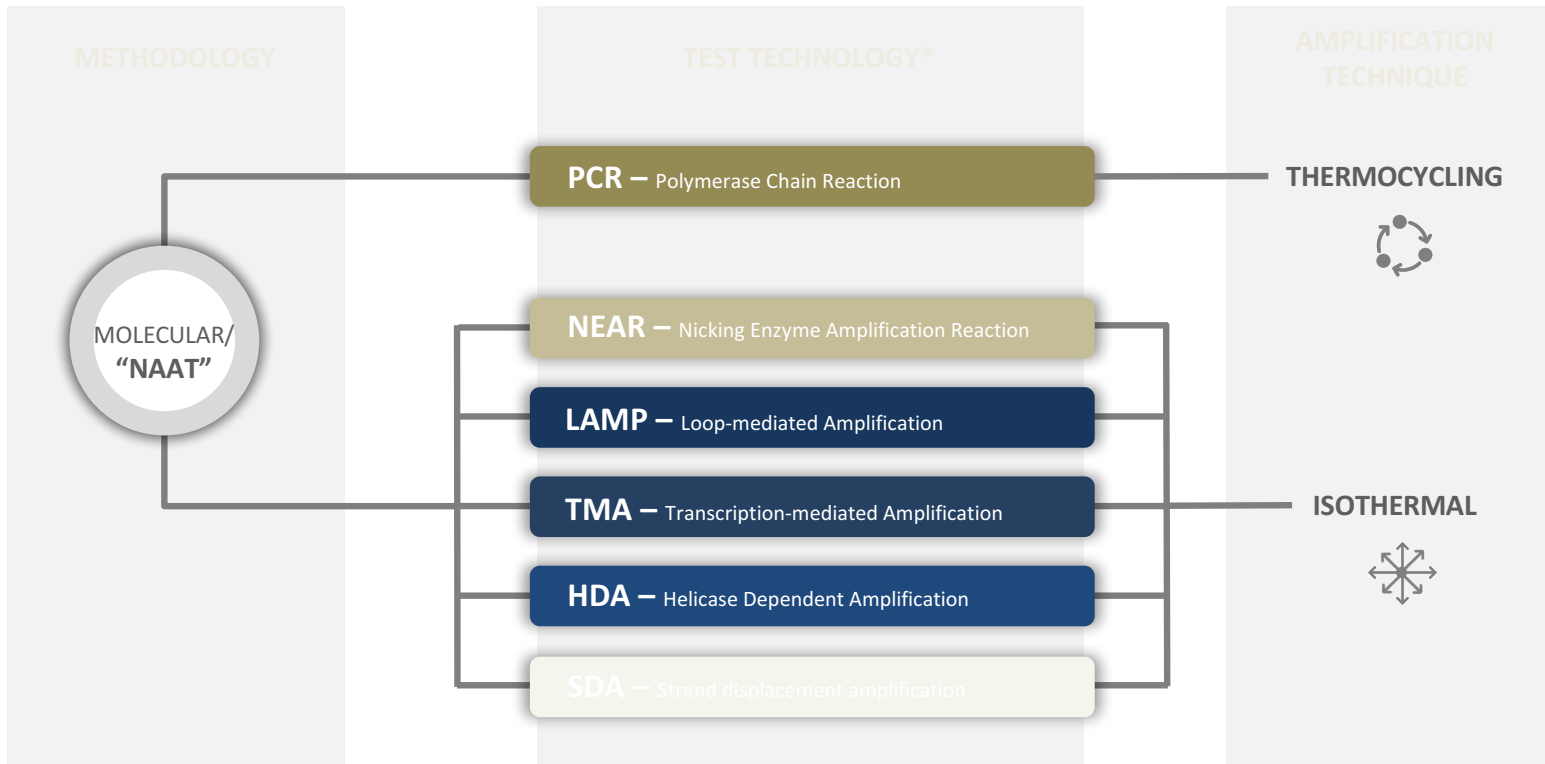 METHODOLOGY
TEST TECHNOLOGY*
AMPLIFICATION
TECHNIQUE
PCR – Polymerase Chain Reaction
THERMOCYCLING
MOLECULAR/
“NAAT”
NEAR – Nicking Enzyme Amplification Reaction
LAMP – Loop-mediated Amplification
TMA – Transcription-mediated Amplification
ISOTHERMAL
HDA – Helicase Dependent Amplification
SDA – Strand displacement amplification